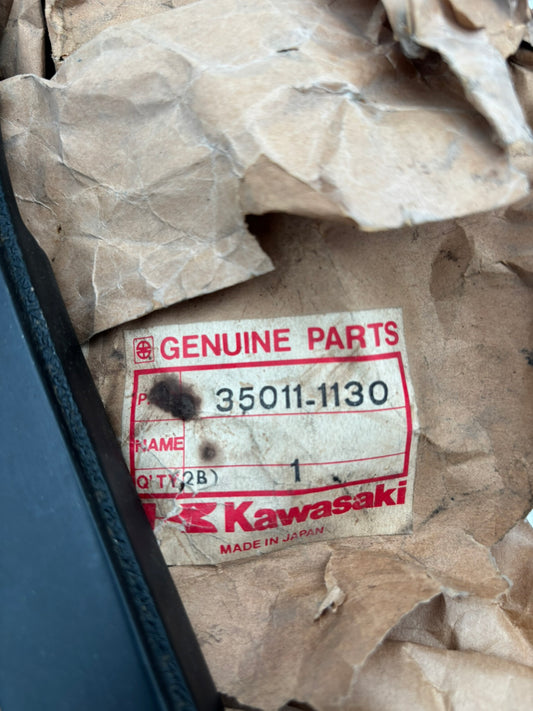 GENUINE PARTS
35011-1130
NAME
Q'TY 2B) 1
Kawasaki
MADE IN JAPAN